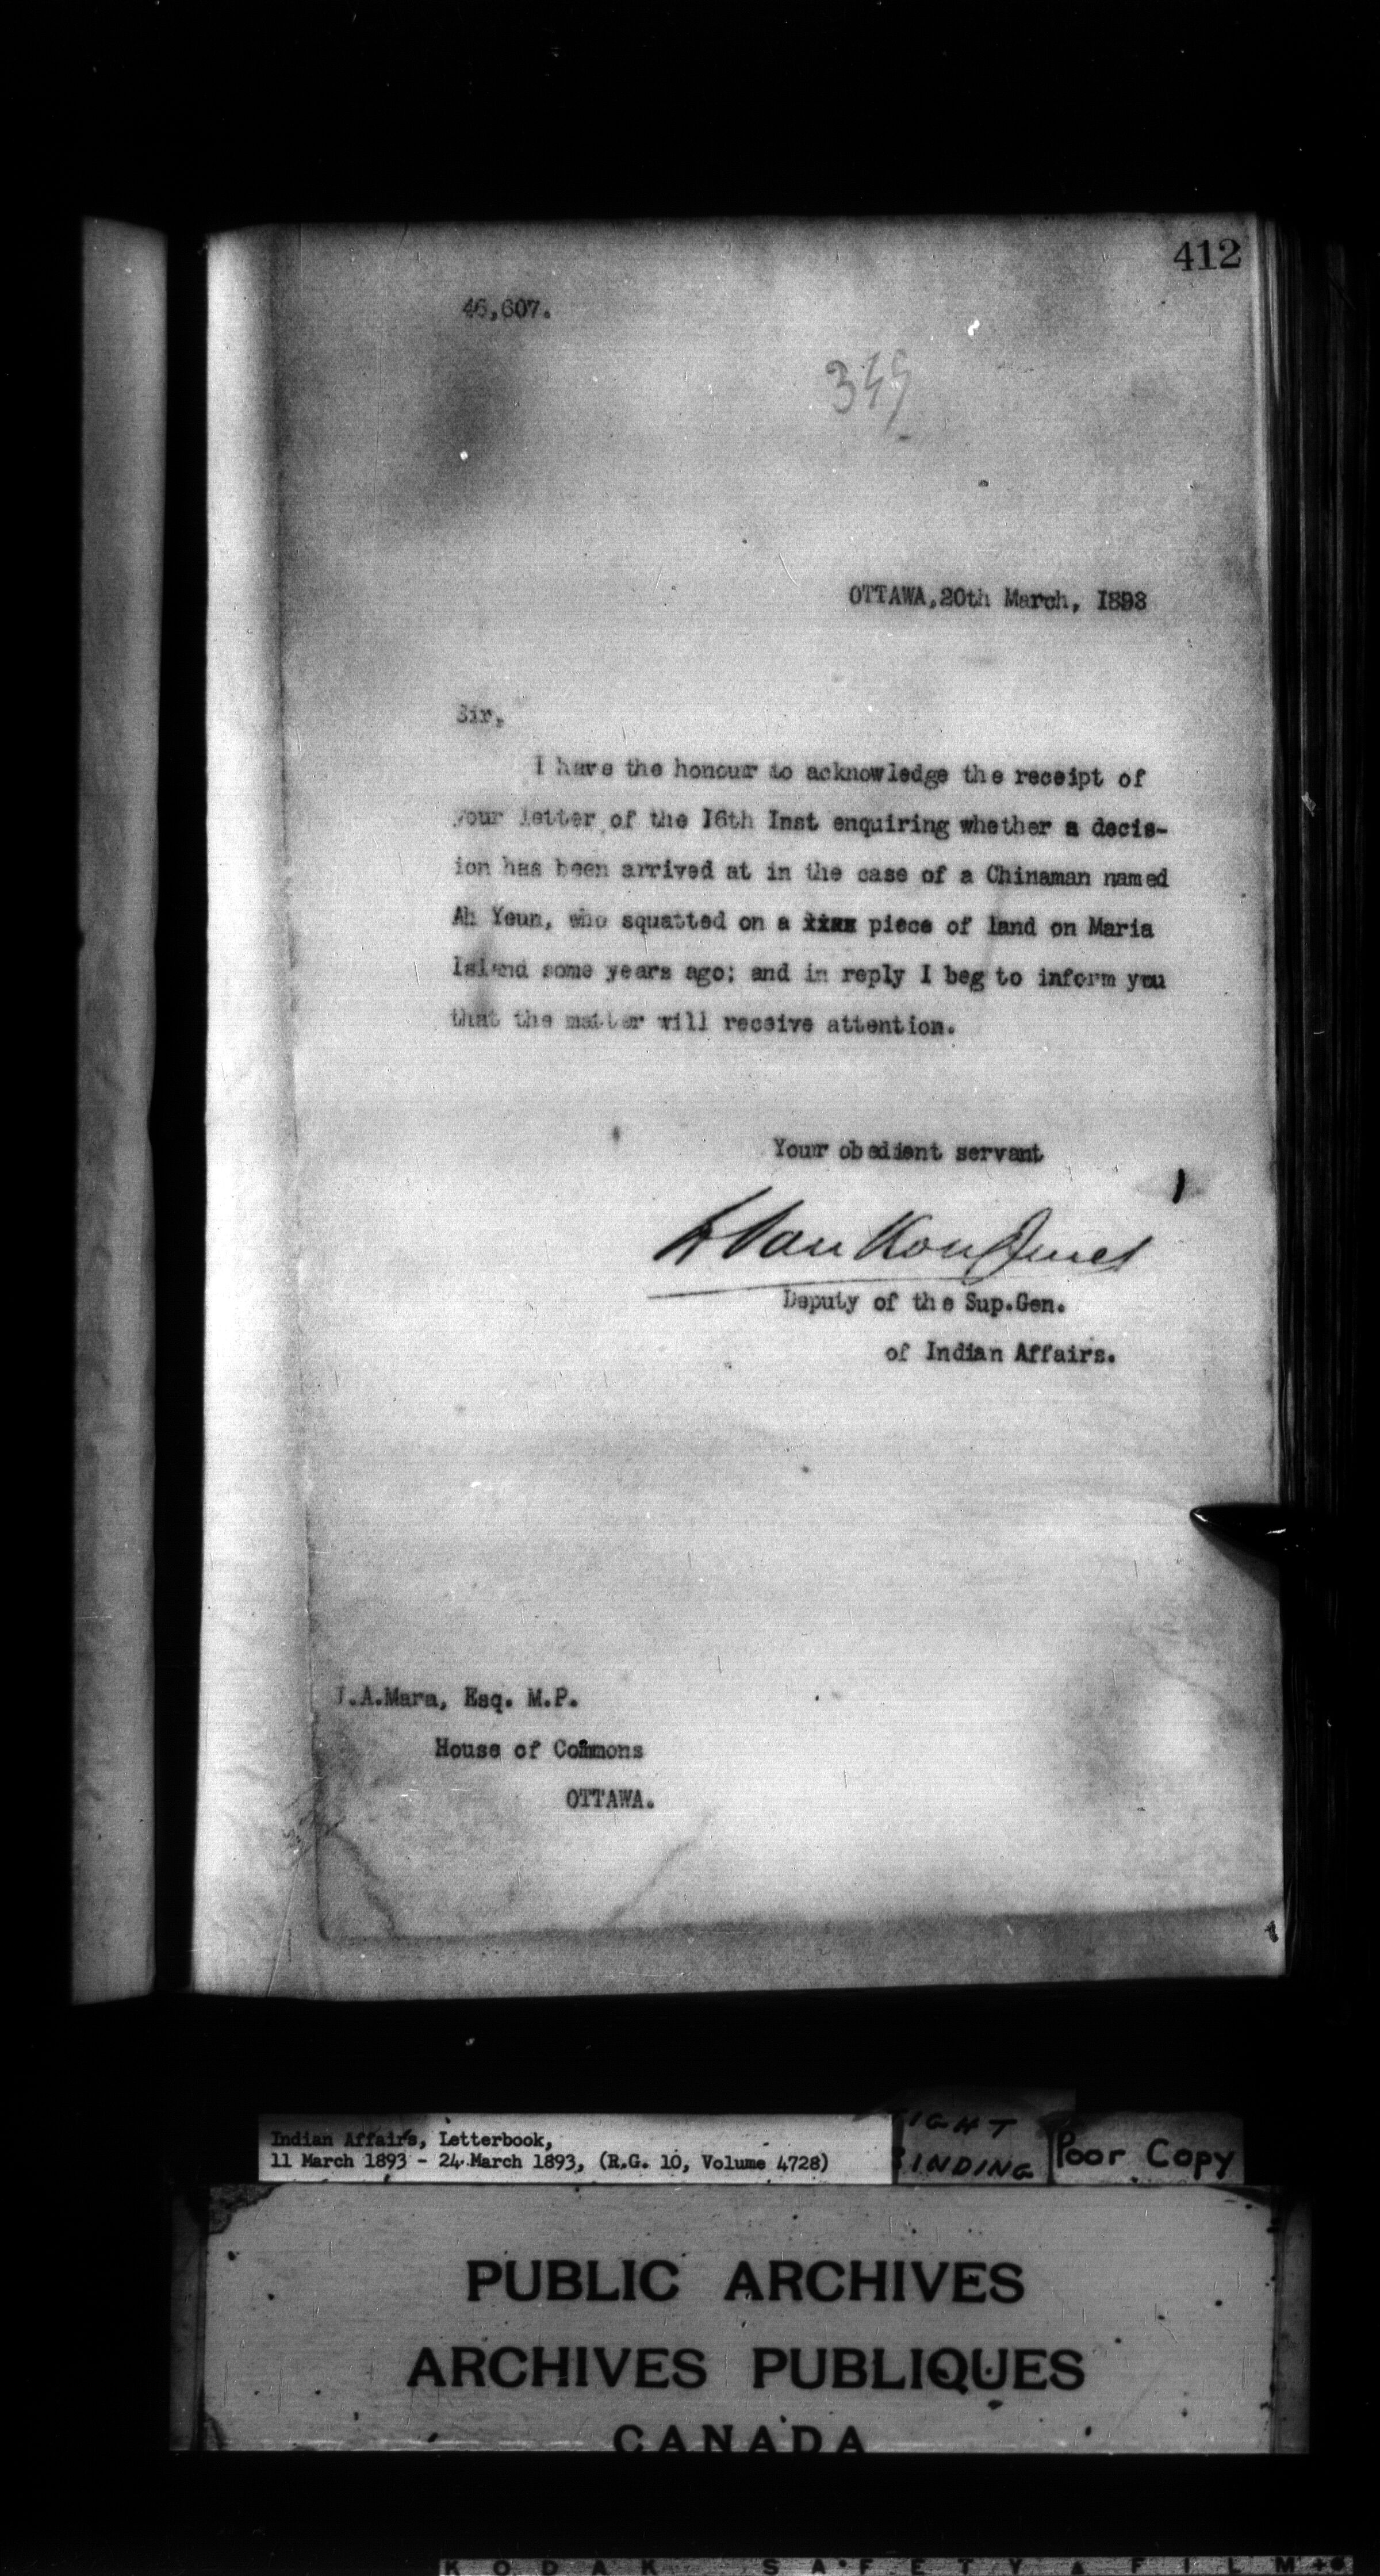 412
46,607.
349
OTTAWA, 20th March, 1893
Sir,
I have the honour to acknowledge the receipt of
your letter of the 16th Inst enquiring whether a decis-
ion has been arrived at in the case of a Chinaman named
Ah Yeun, who squatted on a xxxx piece of land on Maria
Island some years ago; and in reply I beg to inform you
that the matter will receive attention.
Your obedient servant
L VanKoughnet
Deputy of the Sup.Gen.
of Indian Affairs.
J.A.Mara, Esq. M.P.
House of Commons
OTTAWA.
Indian Affairs, Letterbook,
11 March 1893 - 24 March 1893, (R.G. 10, Volume 4728)
TIGHT
BINDING
Poor Copy
PUBLIC ARCHIVES
ARCHIVES PUBLIQUES
CANADA
KODAK SAFETY FILM